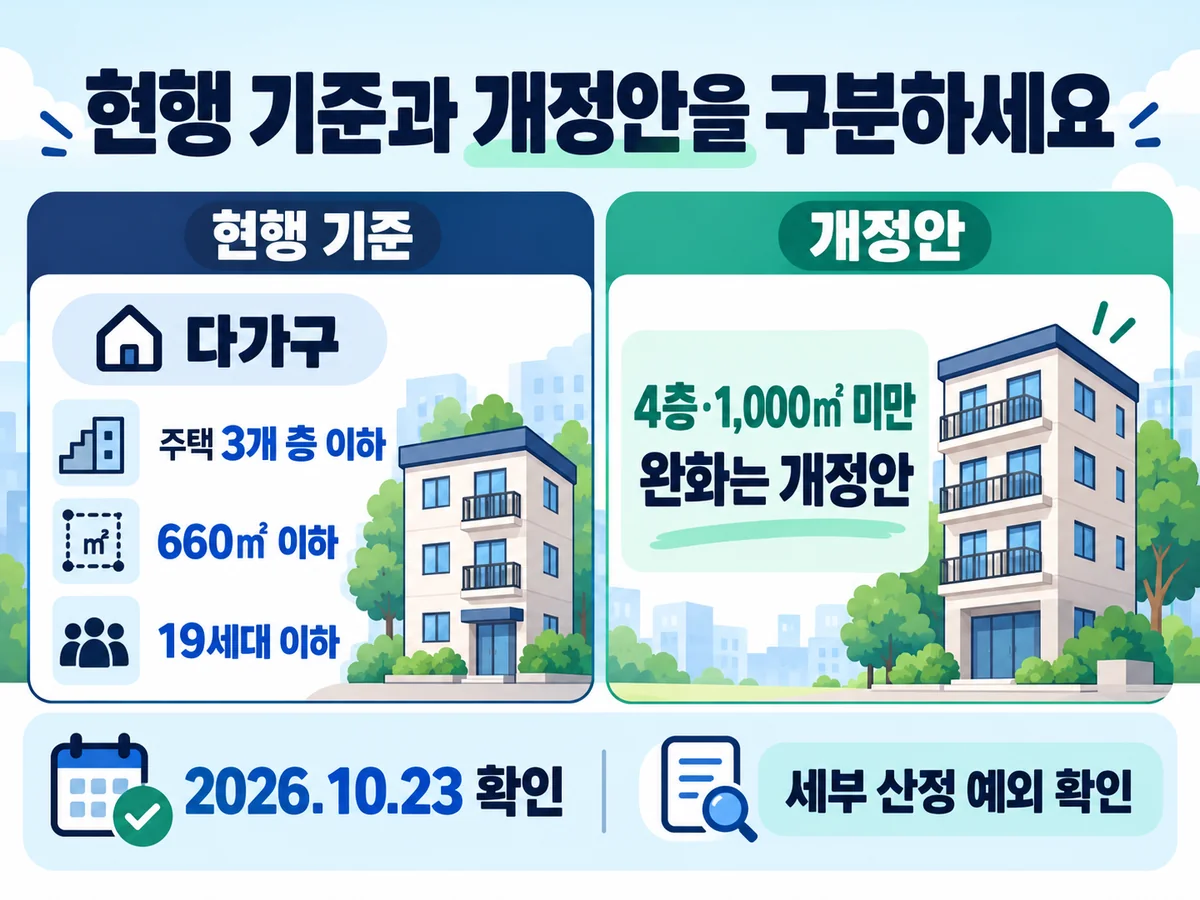 현행 기준과 개정안을 구분하세요
현행 기준
다가구
주택 3개 층 이하
m²
660㎡ 이하
19세대 이하
개정안
4층·1,000㎡ 미만
완화는 개정안
2026.10.23 확인
세부 산정 예외 확인